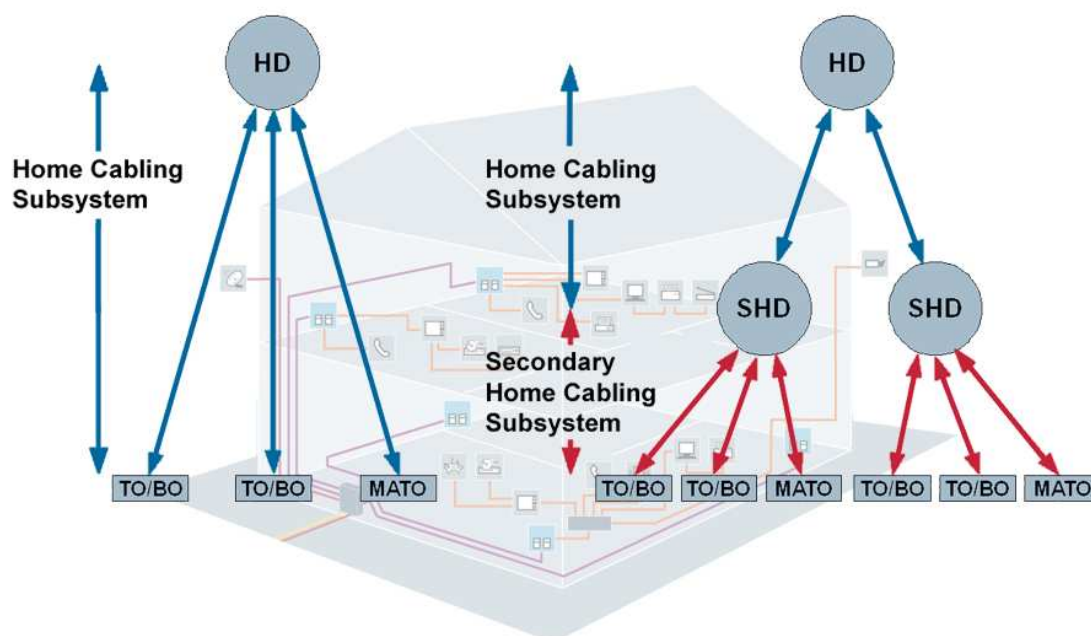 HD
HD
Home Cabling
Subsystem
Home Cabling
Subsystem
SHD
SHD
Secondary
Home Cabling
Subsystem
TO/BO
TO/BO
MATO
TO/BO
TO/BO
MATO
TO/BO
TO/BO
MATO